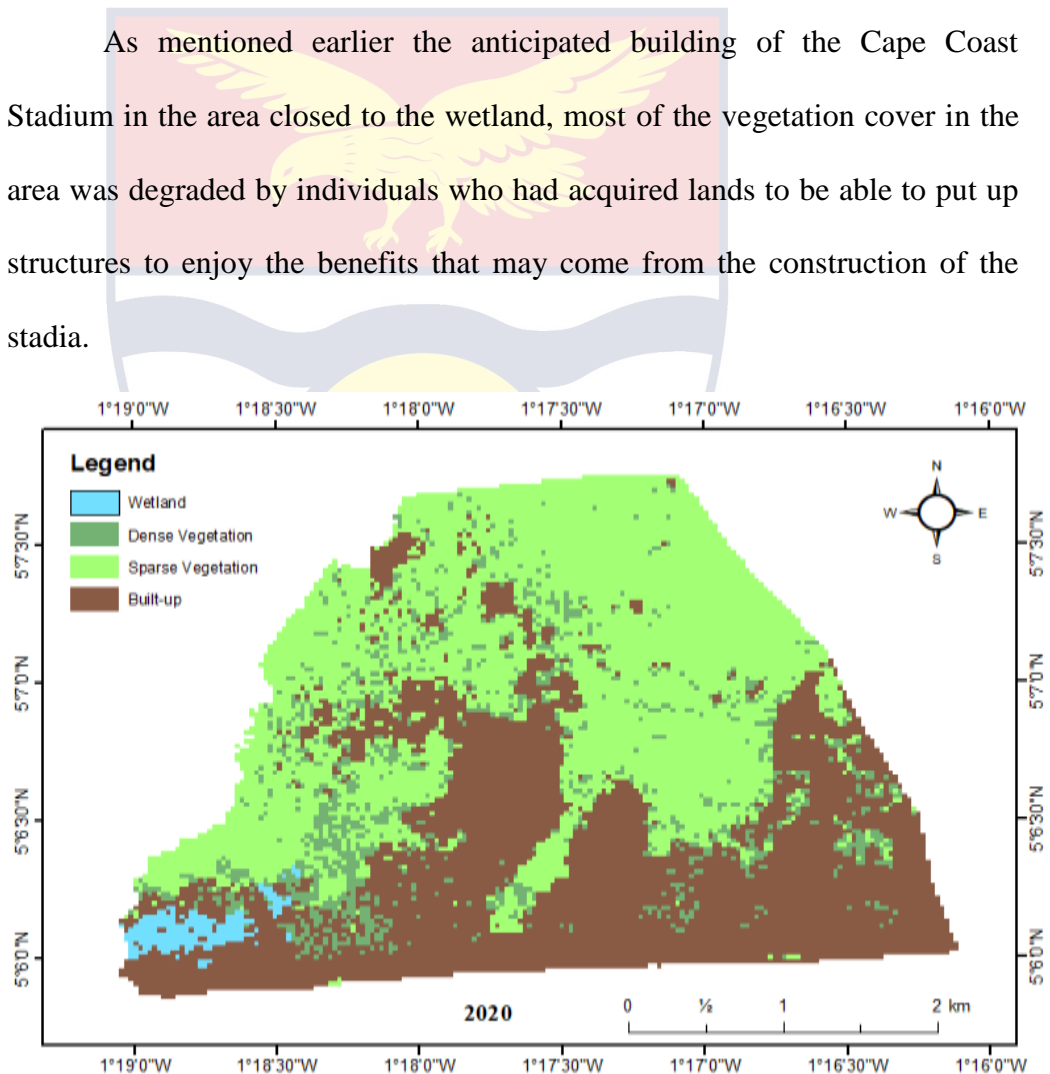 As mentioned earlier the anticipated building of the Cape Coast
Stadium in the area closed to the wetland, most of the vegetation cover in the
area was degraded by individuals who had acquired lands to be able to put up
structures to enjoy the benefits that may come from the construction of the
stadia.
1°19'0"W 1°18'30"W 1°18'0"W 1°17'30"W 1°17'0"W 1°16'30"W 1°16'0"W
Legend
Wetland
Dense Vegetation
Sparse Vegetation
Built-up
N
W E
S
5°7'30"N 5°7'30"N
5°7'0"N 5°7'0"N
5°6'30"N 5°6'30"N
5°6'0"N 5°6'0"N
2020
0 ½ 1 2 km
1°19'0"W 1°18'30"W 1°18'0"W 1°17'30"W 1°17'0"W 1°16'30"W 1°16'0"W